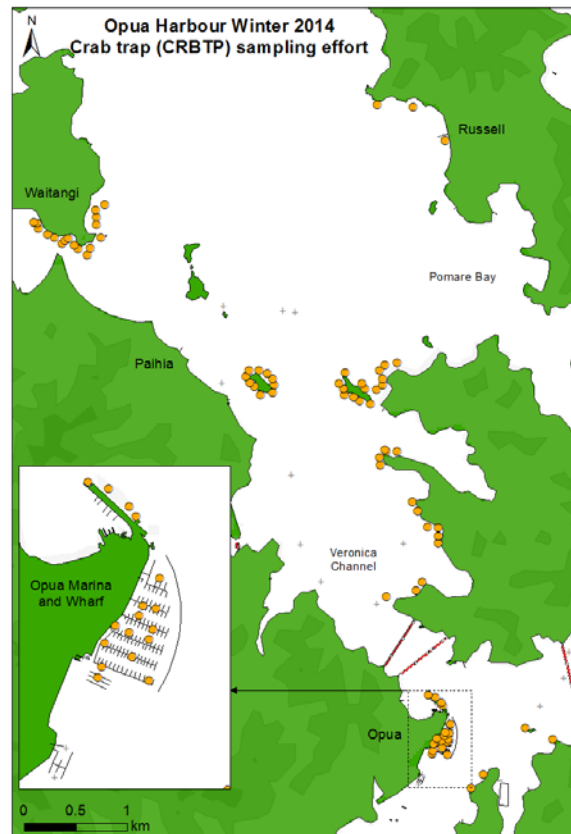 Opua Harbour Winter 2014
Crab trap (CRBTP) sampling effort
N
Russell
Waitangi
Pomare Bay
Paihia
Opua Marina
and Wharf
Veronica
Channel
Opua
0 0.5 1
km